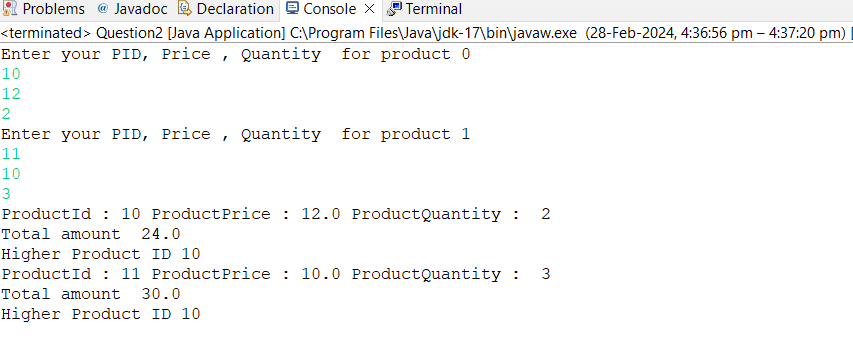 Problems @ Javadoc Declaration Console × Terminal
<terminated> Question2 [Java Application] C:\Program Files\Java\jdk-17\bin\javaw.exe (28-Feb-2024, 4:36:56 pm – 4:37:20 pm) [
Enter your PID, Price , Quantity  for product 0
10
12
2
Enter your PID, Price , Quantity  for product 1
11
10
3
ProductId : 10 ProductPrice : 12.0 ProductQuantity :  2
Total amount  24.0
Higher Product ID 10
ProductId : 11 ProductPrice : 10.0 ProductQuantity :  3
Total amount  30.0
Higher Product ID 10